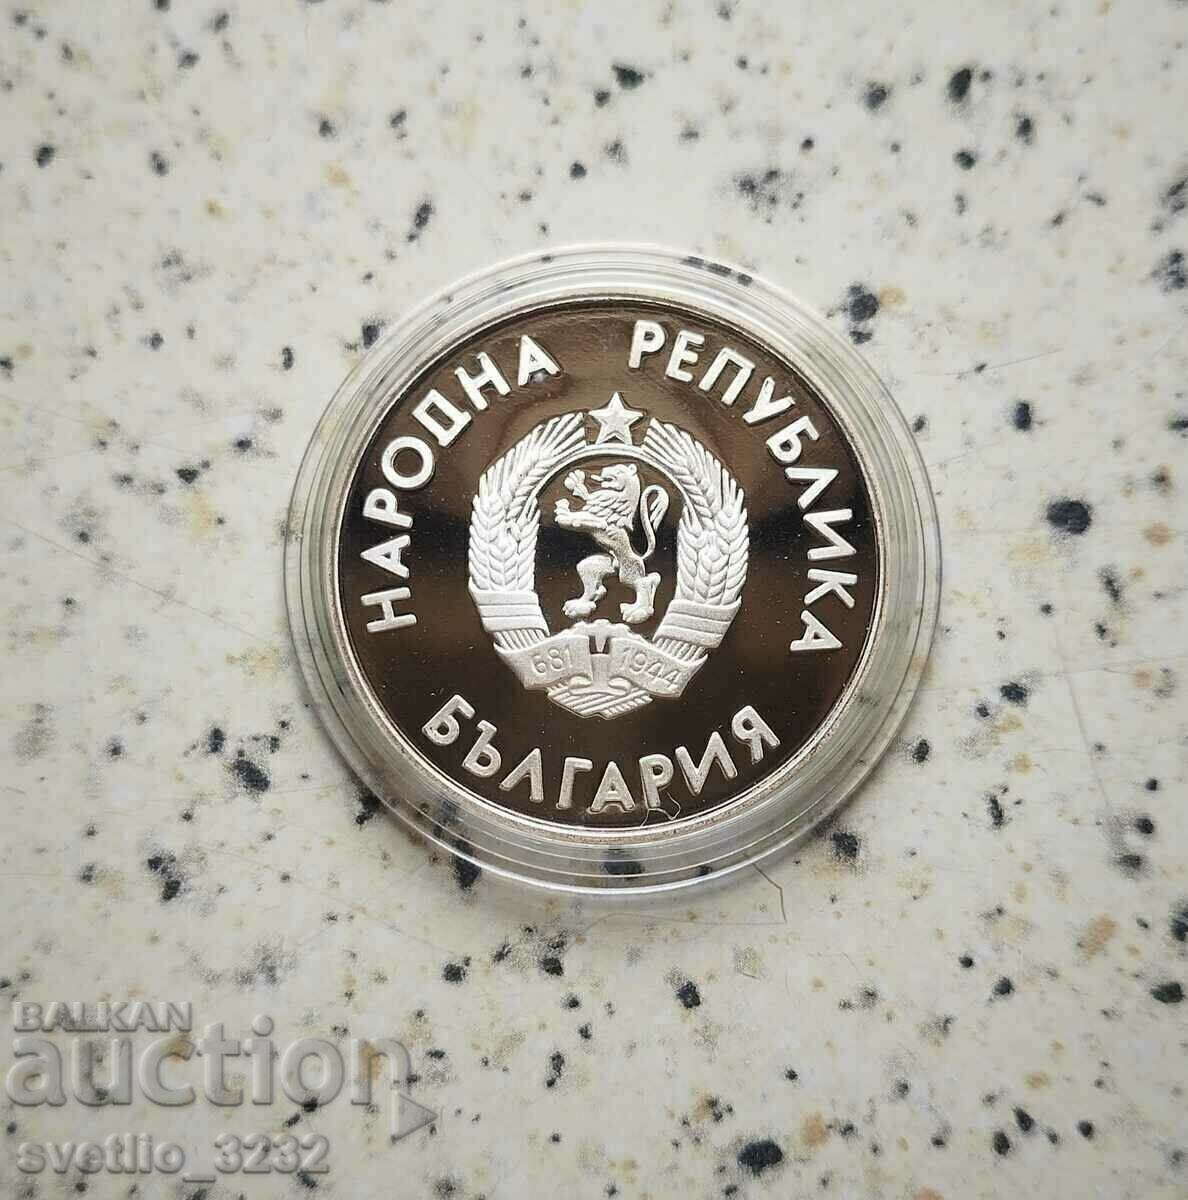 НАРОДНА РЕПУБЛИКА
681 1944
БЪЛГАРИЯ
BALKAN
auction
svetlio_3232